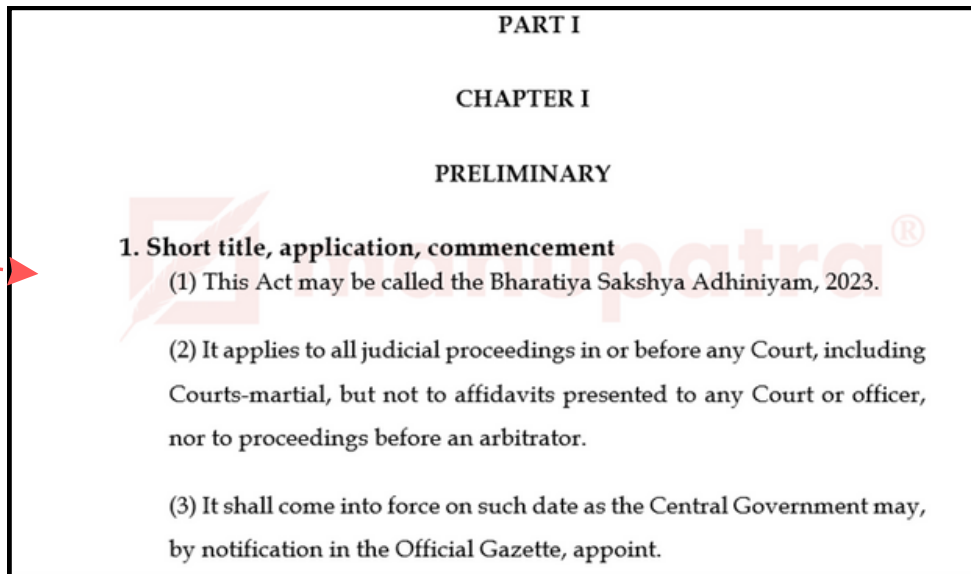 PART I
CHAPTER I
PRELIMINARY
manupatra®
1. Short title, application, commencement
(1) This Act may be called the Bharatiya Sakshya Adhiniyam, 2023.
(2) It applies to all judicial proceedings in or before any Court, including
Courts-martial, but not to affidavits presented to any Court or officer,
nor to proceedings before an arbitrator.
(3) It shall come into force on such date as the Central Government may,
by notification in the Official Gazette, appoint.